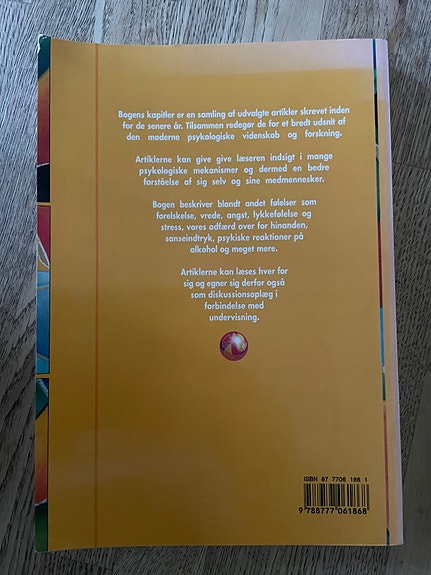 Bogens kapitler er en samling af udvalgte artikler skrevet inden
for de senere år. Tilsammen redegør de for et bredt udsnit af
den moderne psykologiske videnskab og forskning.
Artiklerne kan give give læseren indsigt i mange
psykologiske mekanismer og dermed en bedre
forståelse af sig selv og sine medmennesker.
Bogen beskriver blandt andet følelser som
forelskelse, vrede, angst, lykkefølelse og
stress, vores adfærd over for hinanden,
sanseindtryk, psykiske reaktioner på
alkohol og meget mere.
Artiklerne kan læses hver for
sig og egner sig derfor også
som diskussionsoplæg i
forbindelse med
undervisning.
ISBN 87 7706 186 1
9 788777 061868